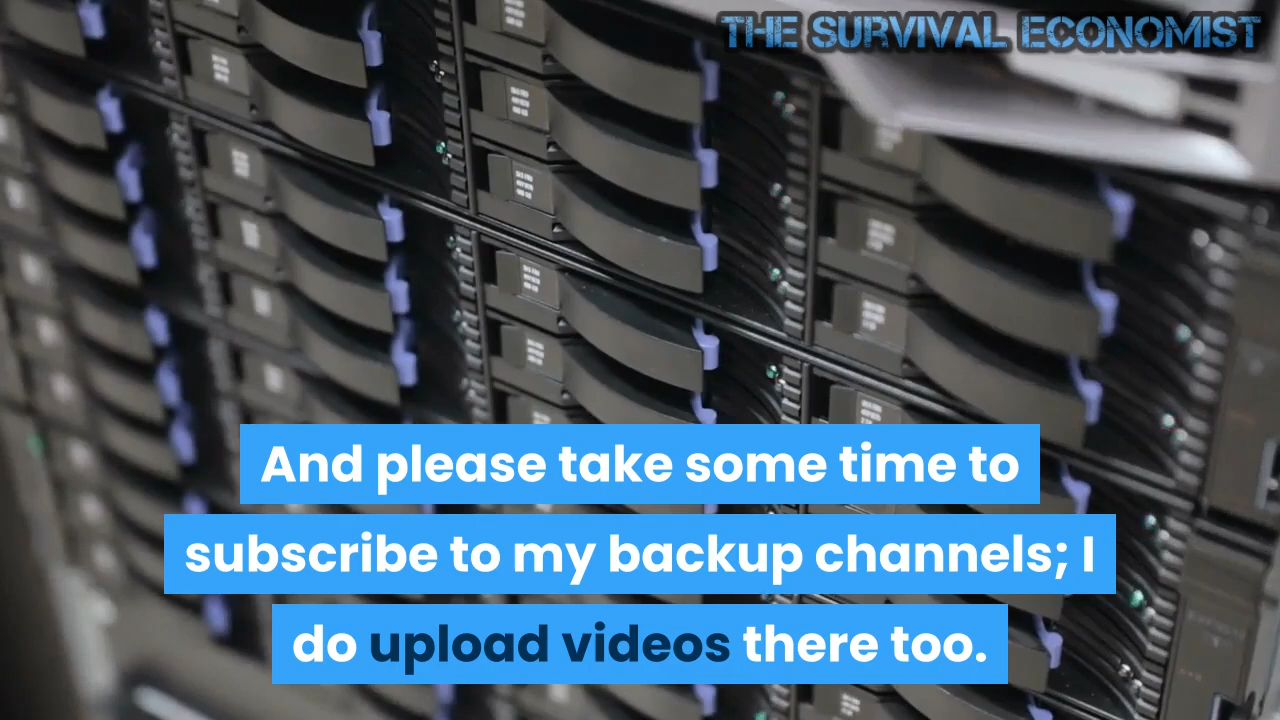 THE SURVIVAL ECONOMIST
And please take some time to
subscribe to my backup channels; I
do upload videos there too.